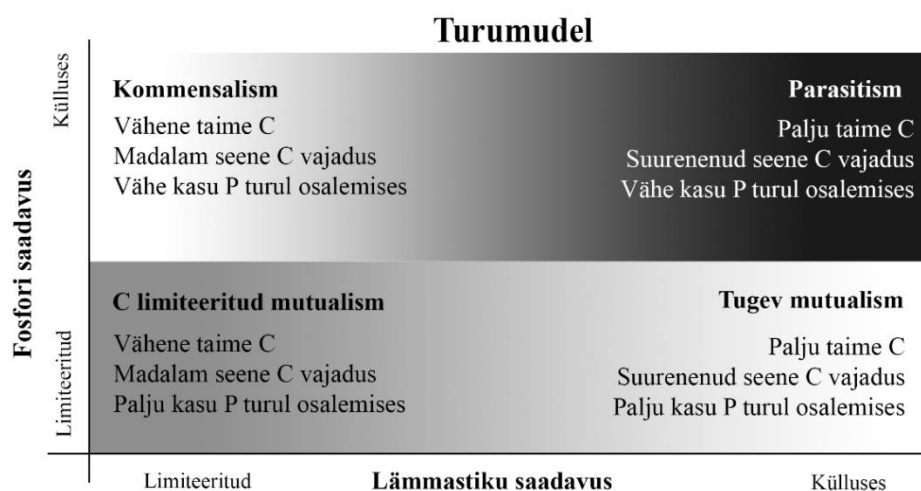 Turumudel
Külluses
Fosfori saadavus
Limiteeritud
Kommensalism
Vähene taime C
Madalam seene C vajadus
Vähe kasu P turul osalemises
Parasitism
Palju taime C
Suurenenud seene C vajadus
Vähe kasu P turul osalemises
C limiteeritud mutualism
Vähene taime C
Madalam seene C vajadus
Palju kasu P turul osalemises
Tugev mutualism
Palju taime C
Suurenenud seene C vajadus
Palju kasu P turul osalemises
Limiteeritud
Lämmastiku saadavus
Külluses